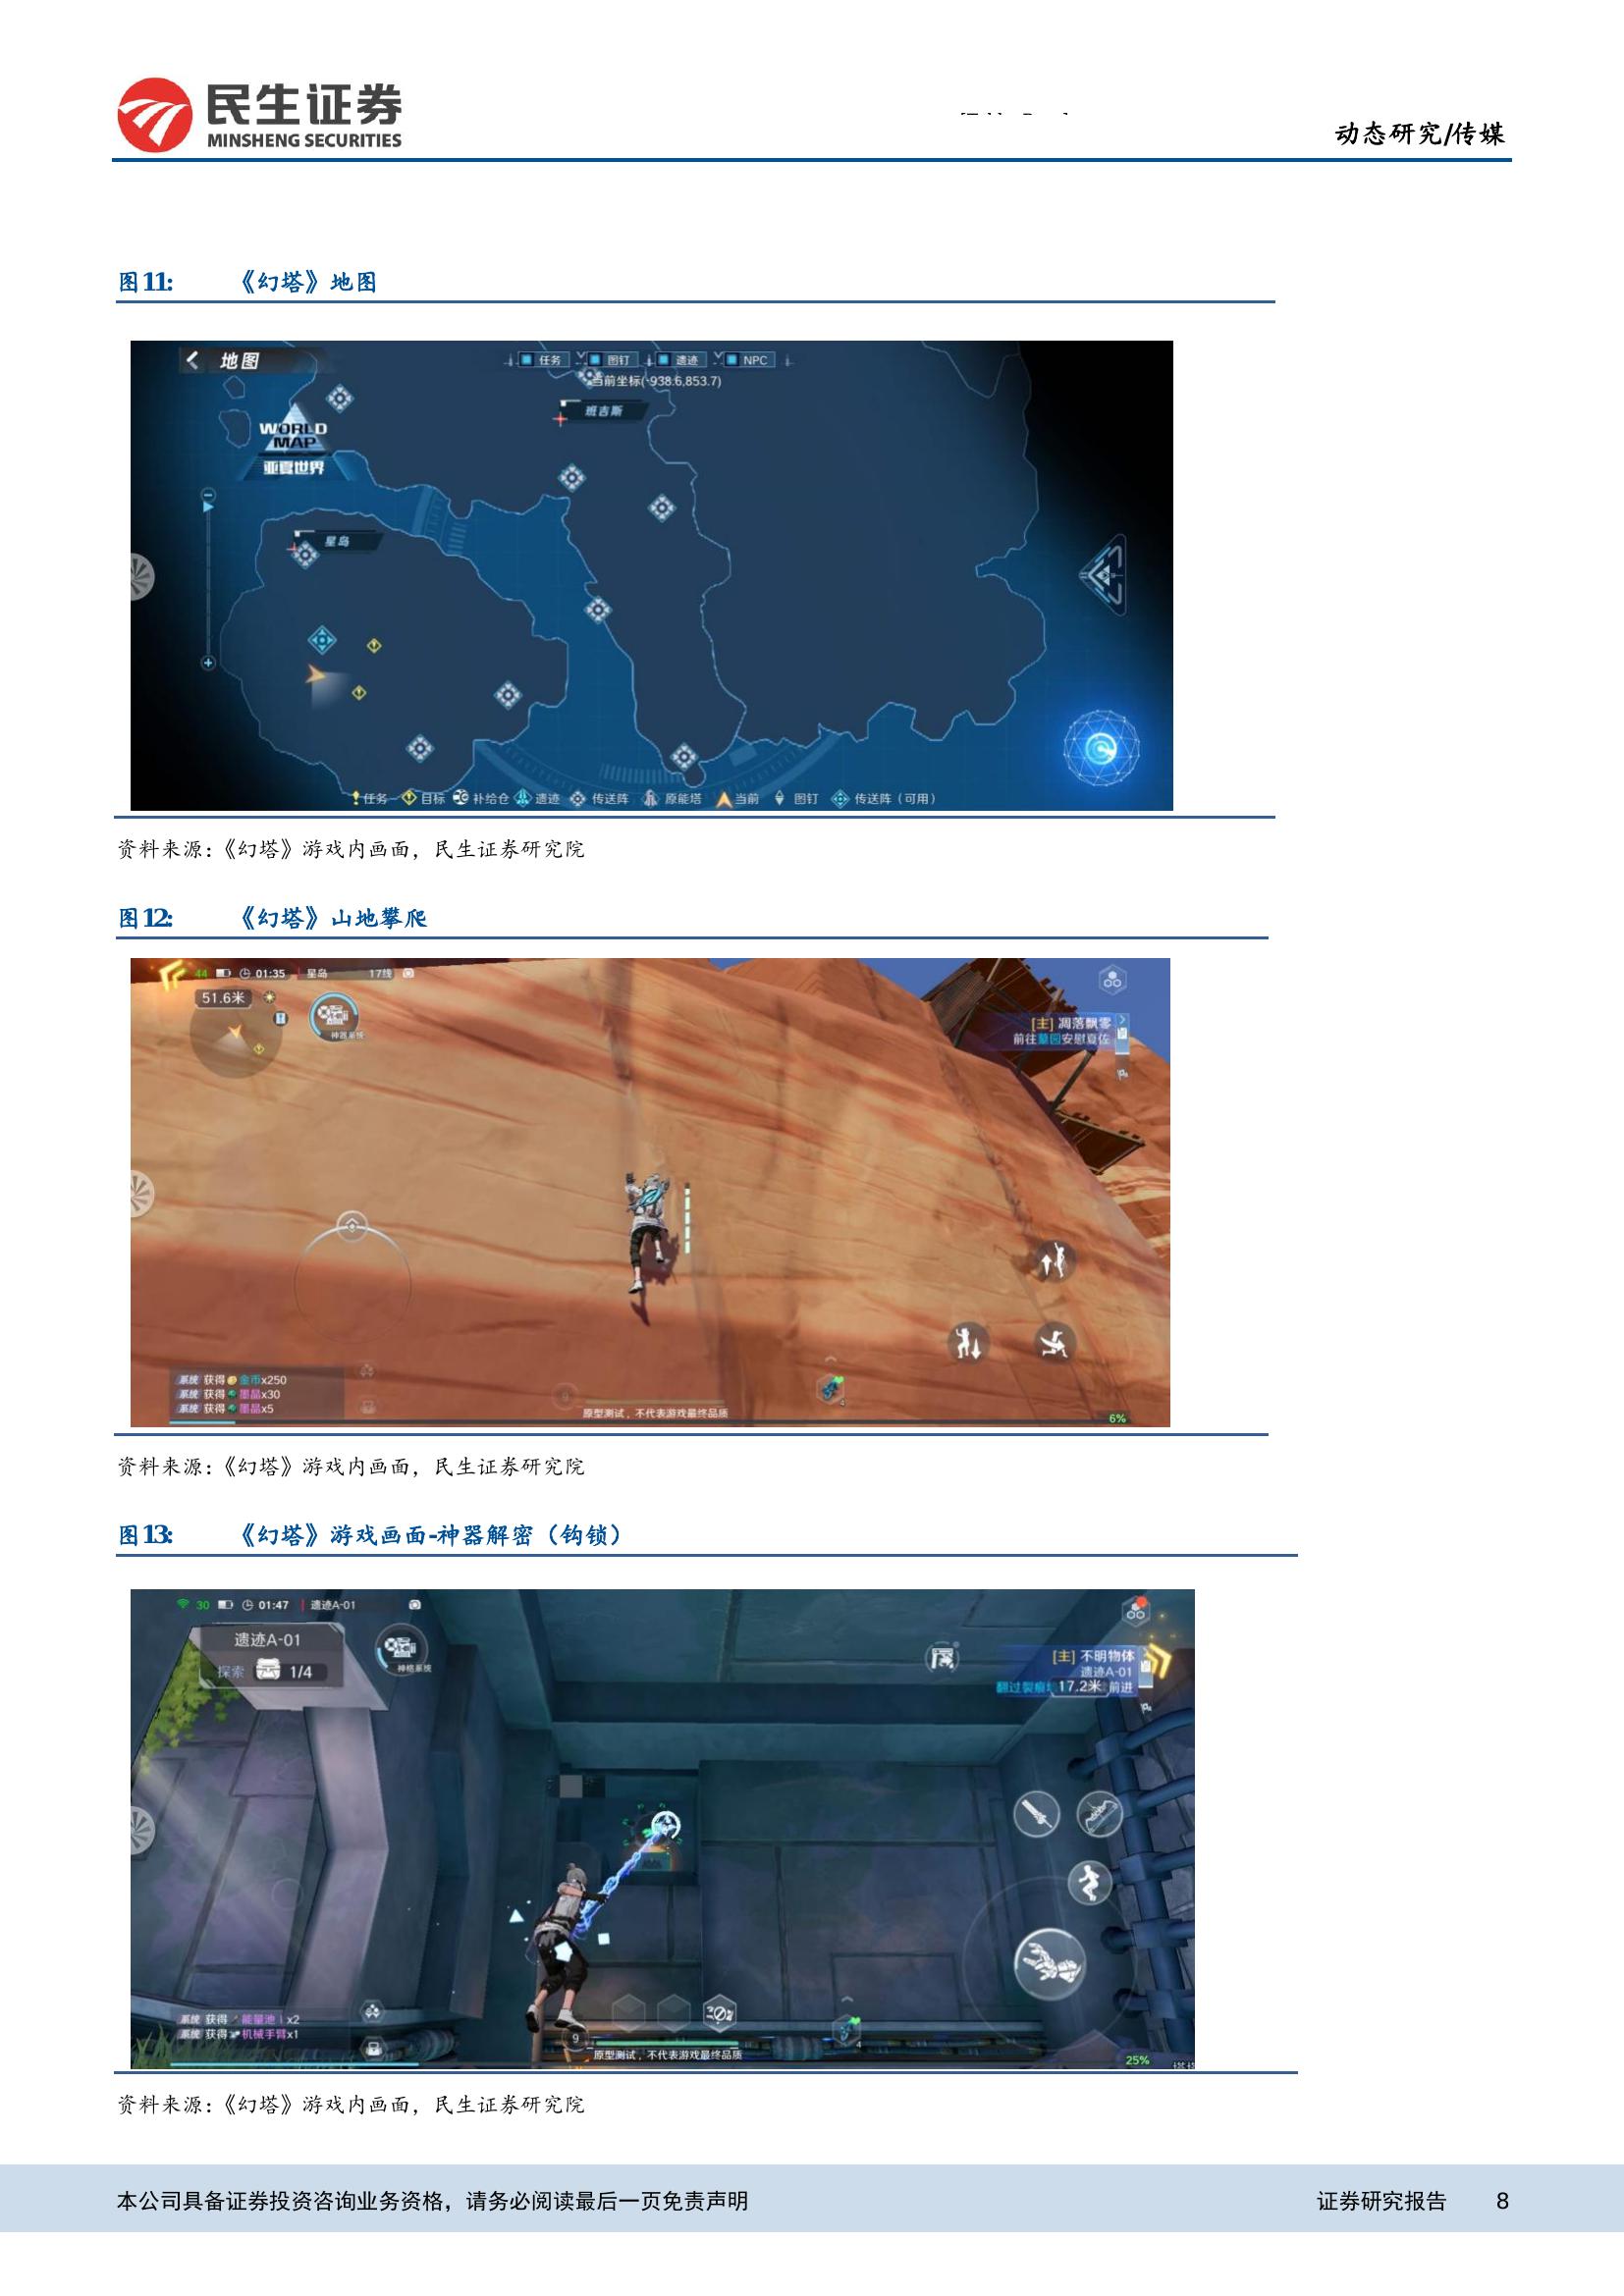 民生证券
MINSHENG SECURITIES
动态研究/传媒
图11: 《幻塔》地图
地图
任务 图钉 遗迹 NPC
当前坐标(-938.6,853.7)
班吉斯
WORLD
MAP
亚夏世界
星岛
任务 目标 补给仓 遗迹 传送阵 原能塔 当前 图钉 传送阵（可用）
资料来源：《幻塔》游戏内画面，民生证券研究院
图12: 《幻塔》山地攀爬
44 01:35 星岛 17线
51.6米
神器系统
[主] 凋落飘零
前往墓园安慰夏佐
系统 获得 金币x250
系统 获得 墨晶x30
系统 获得 墨晶x5
原型测试，不代表游戏最终品质
6%
资料来源：《幻塔》游戏内画面，民生证券研究院
图13: 《幻塔》游戏画面-神器解密（钩锁）
30 01:47 遗迹A-01
遗迹A-01
探索 1/4
[主] 不明物体
遗迹A-01
17.2米 前进
系统 获得 能量池 x2
系统 获得 机械手臂x1
9
4
原型测试，不代表游戏最终品质
25%
资料来源：《幻塔》游戏内画面，民生证券研究院
本公司具备证券投资咨询业务资格，请务必阅读最后一页免责声明 证券研究报告 8